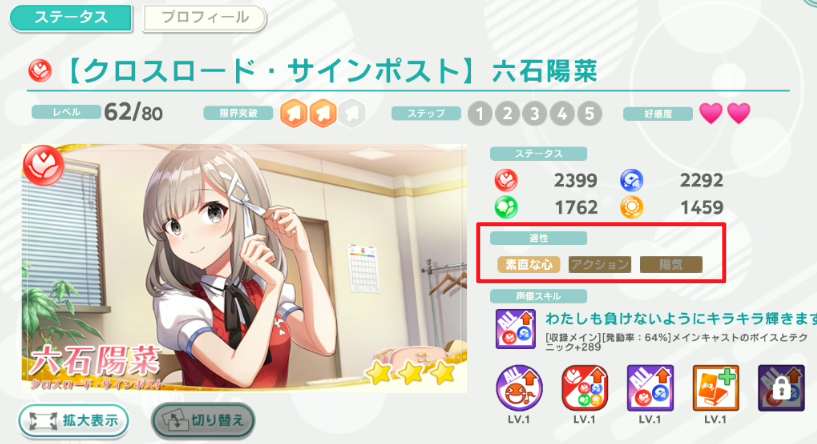 ステータス
プロフィール
【クロスロード・サインポスト】六石陽菜
レベル 62/80
限界突破
ステップ 1 2 3 4 5
好感度
ステータス
2399 2292
1762 1459
適性
素直な心 アクション 陽気
声優スキル
わたしも負けないようにキラキラ輝きます
[収録メイン][発動率：64%]メインキャストのボイスとテク
ニック+289
LV.1 LV.1 LV.1 LV.1
六石陽菜
クロスロード・サインポスト
拡大表示
切り替え